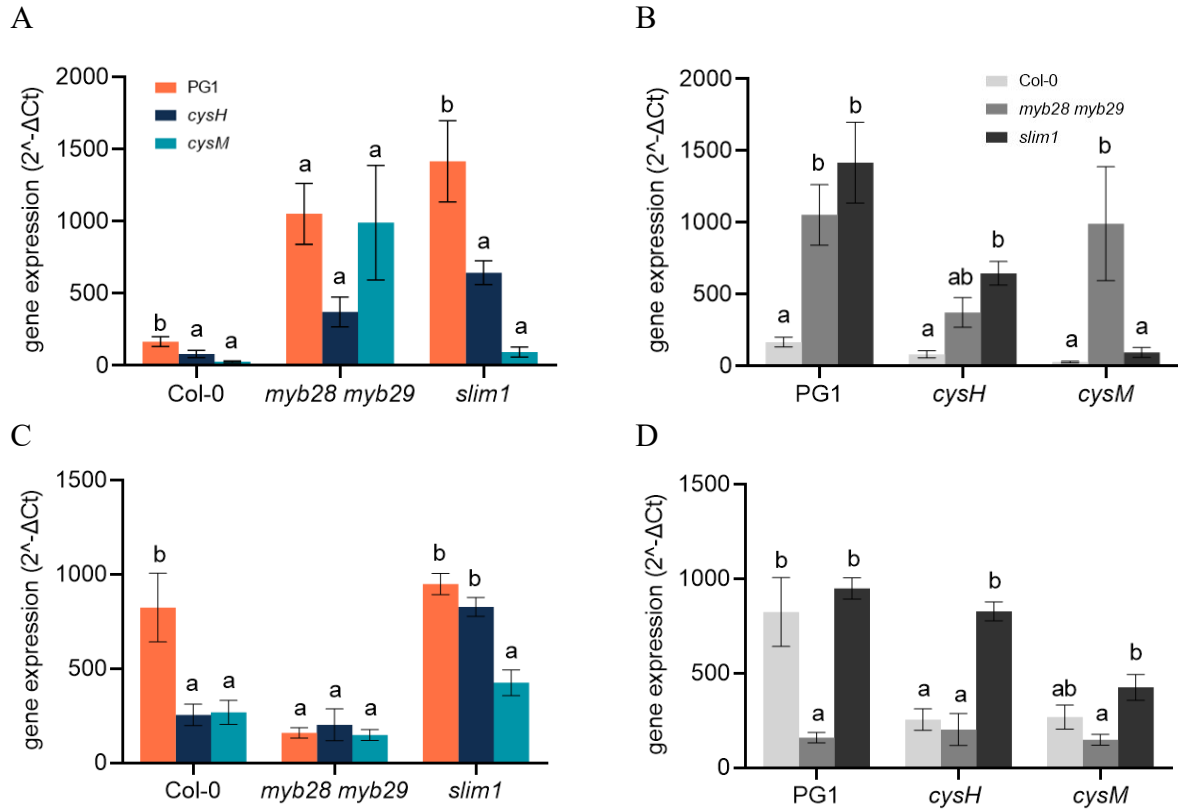 A
gene expression (2^-ΔCt)
2000
1500
1000
500
0
PG1
cysH
cysM
b
a
a
a
a
a
b
a
a
Col-0
myb28 myb29
slim1
B
gene expression (2^-ΔCt)
2000
1500
1000
500
0
Col-0
myb28 myb29
slim1
a
b
b
a
ab
b
a
b
a
PG1
cysH
cysM
C
gene expression (2^-ΔCt)
1500
1000
500
0
b
a
a
a
a
a
b
b
a
Col-0
myb28 myb29
slim1
D
gene expression (2^-ΔCt)
1500
1000
500
0
b
a
b
a
a
b
ab
a
b
PG1
cysH
cysM